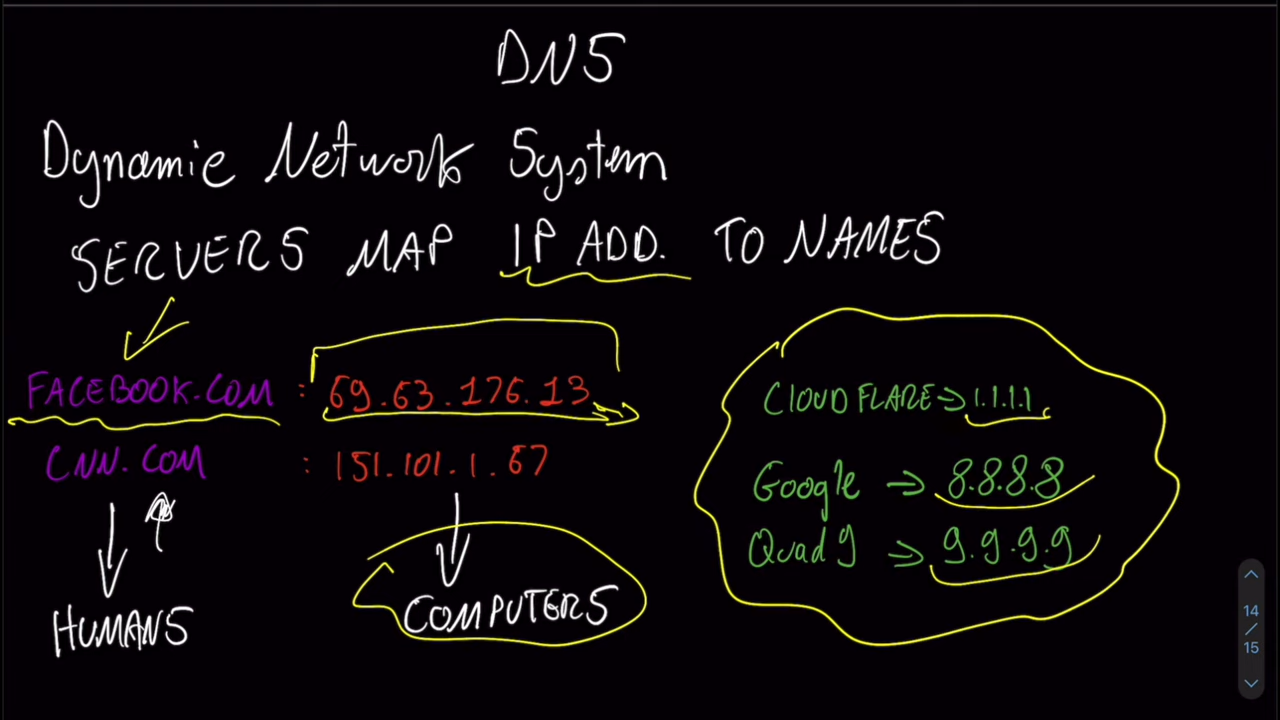 DNS
Dynamic Network System
SERVERS MAP IP ADD. TO NAMES
FACEBOOK.COM : 69.63.176.13
CNN.COM : 151.101.1.67
HUMANS
COMPUTERS
CLOUDFLARE → 1.1.1.1
Google → 8.8.8.8
Quad9 → 9.9.9.9
14
/
15